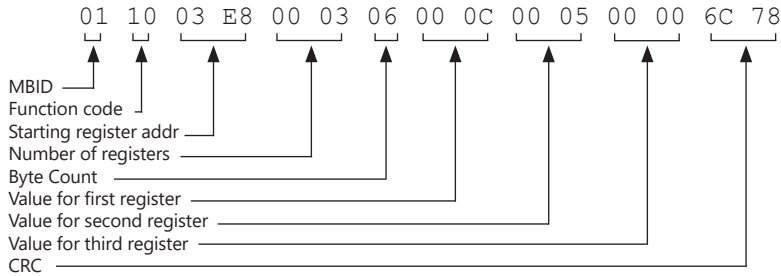 01 10 03 E8 00 03 06 00 0C 00 05 00 00 6C 78
MBID
Function code
Starting register addr
Number of registers
Byte Count
Value for first register
Value for second register
Value for third register
CRC